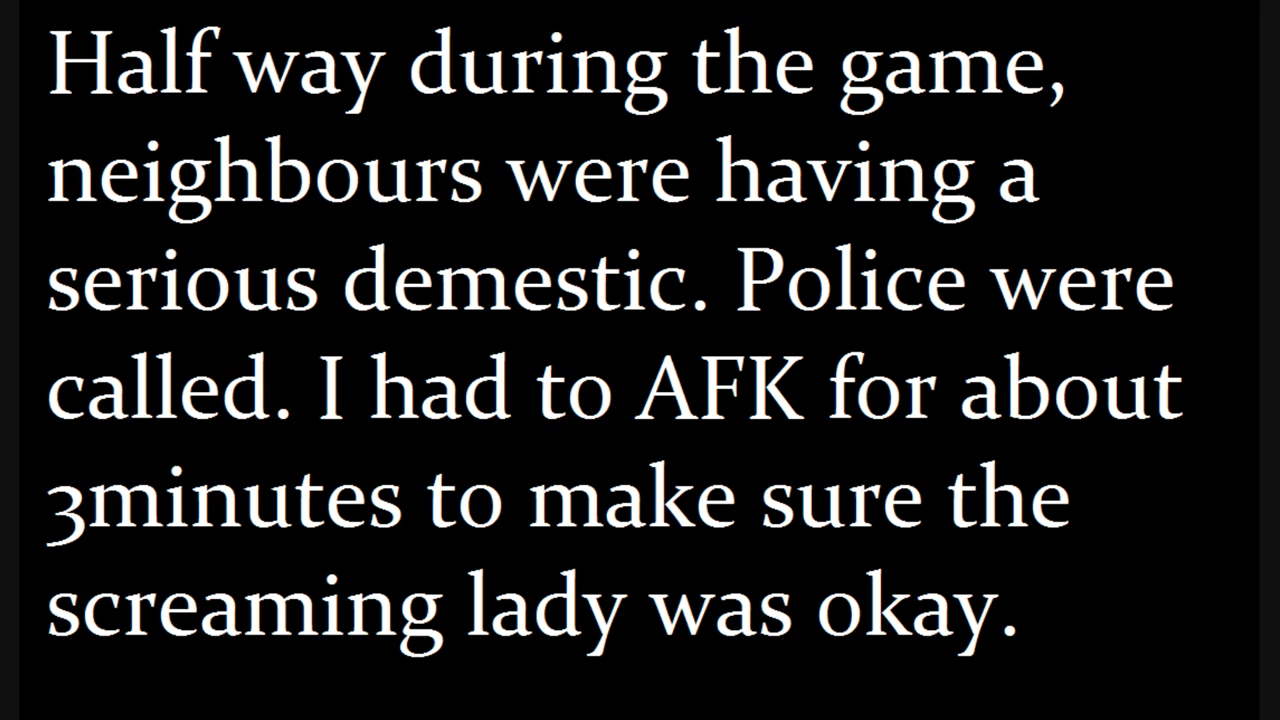 Half way during the game,
neighbours were having a
serious demestic. Police were
called. I had to AFK for about
3minutes to make sure the
screaming lady was okay.